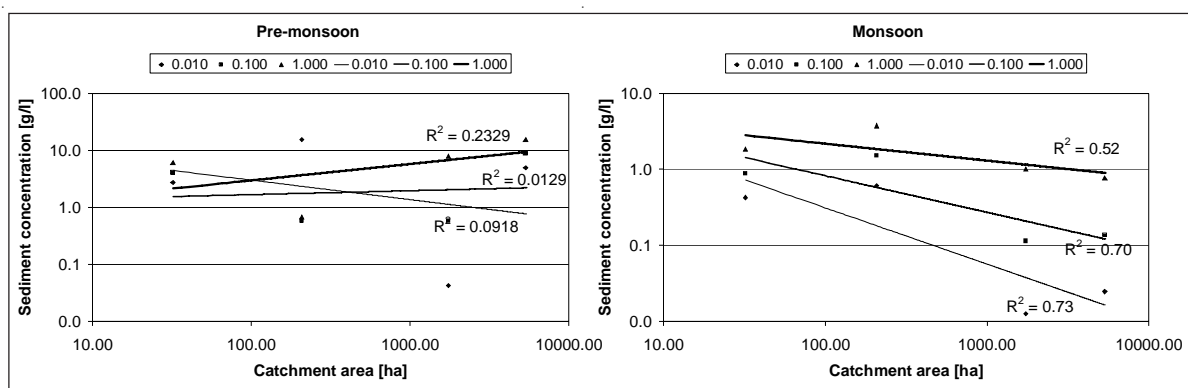 Pre-monsoon
0.010 0.100 1.000 0.010 0.100 1.000
Sediment concentration [g/l]
100.0
10.0
1.0
0.1
0.0
R² = 0.2329
R² = 0.0129
R² = 0.0918
10.00 100.00 1000.00 10000.00
Catchment area [ha]
Monsoon
0.010 0.100 1.000 0.010 0.100 1.000
Sediment concentration [g/l]
10.0
1.0
0.1
0.0
R² = 0.52
R² = 0.70
R² = 0.73
10.00 100.00 1000.00 10000.00
Catchment area [ha]